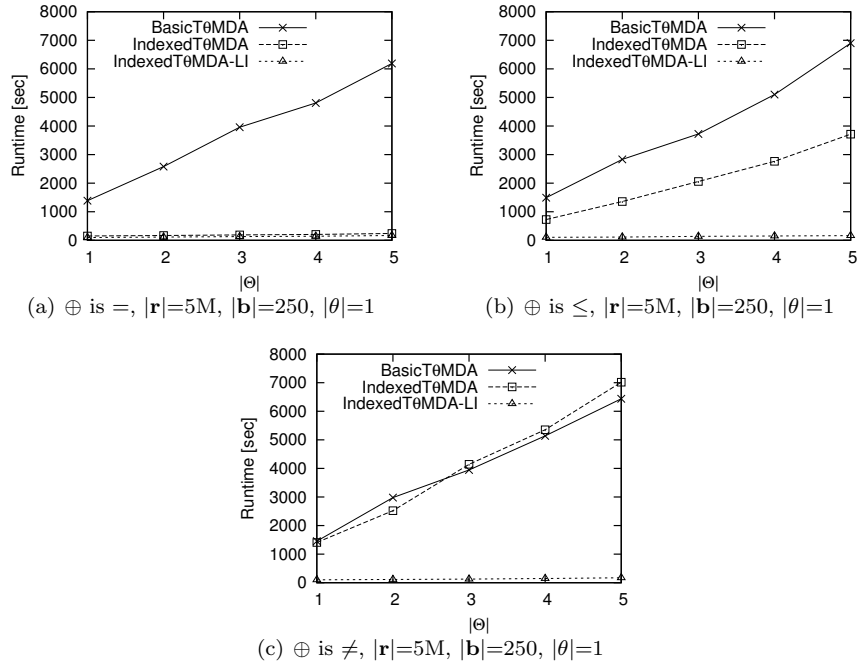 8000
7000
6000
5000
4000
3000
2000
1000
0
Runtime [sec]
BasicTθMDA
IndexedTθMDA
IndexedTθMDA-LI
1 2 3 4 5
|Θ|
(a) ⊕ is =, |r|=5M, |b|=250, |θ|=1
8000
7000
6000
5000
4000
3000
2000
1000
0
Runtime [sec]
BasicTθMDA
IndexedTθMDA
IndexedTθMDA-LI
1 2 3 4 5
|Θ|
(b) ⊕ is ≤, |r|=5M, |b|=250, |θ|=1
8000
7000
6000
5000
4000
3000
2000
1000
0
Runtime [sec]
BasicTθMDA
IndexedTθMDA
IndexedTθMDA-LI
1 2 3 4 5
|Θ|
(c) ⊕ is ≠, |r|=5M, |b|=250, |θ|=1